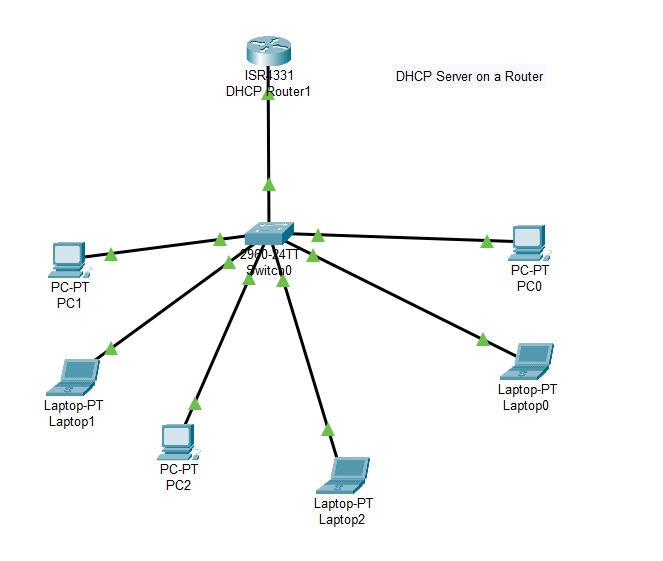 ISR4331
DHCP Router1
DHCP Server on a Router
2960-24TT
Switch0
PC-PT
PC1
PC-PT
PC0
Laptop-PT
Laptop1
Laptop-PT
Laptop0
PC-PT
PC2
Laptop-PT
Laptop2